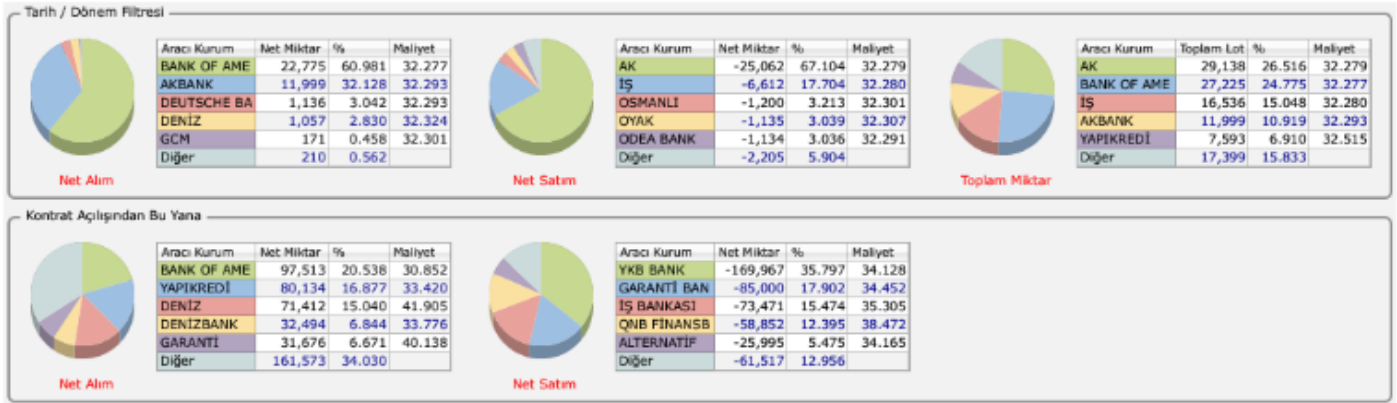 Tarih / Dönem Filtresi
Aracı Kurum Net Miktar % Maliyet
BANK OF AME 22,775 60.981 32.277
AKBANK 11,999 32.128 32.293
DEUTSCHE BA 1,136 3.042 32.293
DENİZ 1,057 2.830 32.324
GCM 171 0.458 32.301
Diğer 210 0.562
Net Alım
Aracı Kurum Net Miktar % Maliyet
AK -25,062 67.104 32.279
İŞ -6,612 17.704 32.280
OSMANLI -1,200 3.213 32.301
OYAK -1,135 3.039 32.307
ODEA BANK -1,134 3.036 32.291
Diğer -2,205 5.904
Net Satım
Aracı Kurum Toplam Lot % Maliyet
AK 29,138 26.516 32.279
BANK OF AME 27,225 24.775 32.277
İŞ 16,536 15.048 32.280
AKBANK 11,999 10.919 32.293
YAPIKREDİ 7,593 6.910 32.515
Diğer 17,399 15.833
Toplam Miktar
Kontrat Açılışından Bu Yana
Aracı Kurum Net Miktar % Maliyet
BANK OF AME 97,513 20.538 30.852
YAPIKREDİ 80,134 16.877 33.420
DENİZ 71,412 15.040 41.905
DENİZBANK 32,494 6.844 33.776
GARANTİ 31,676 6.671 40.138
Diğer 161,573 34.030
Net Alım
Aracı Kurum Net Miktar % Maliyet
YKB BANK -169,967 35.797 34.128
GARANTİ BAN -85,000 17.902 34.452
İŞ BANKASI -73,471 15.474 35.305
QNB FİNANSB -58,852 12.395 38.472
ALTERNATİF -25,995 5.475 34.165
Diğer -61,517 12.956
Net Satım